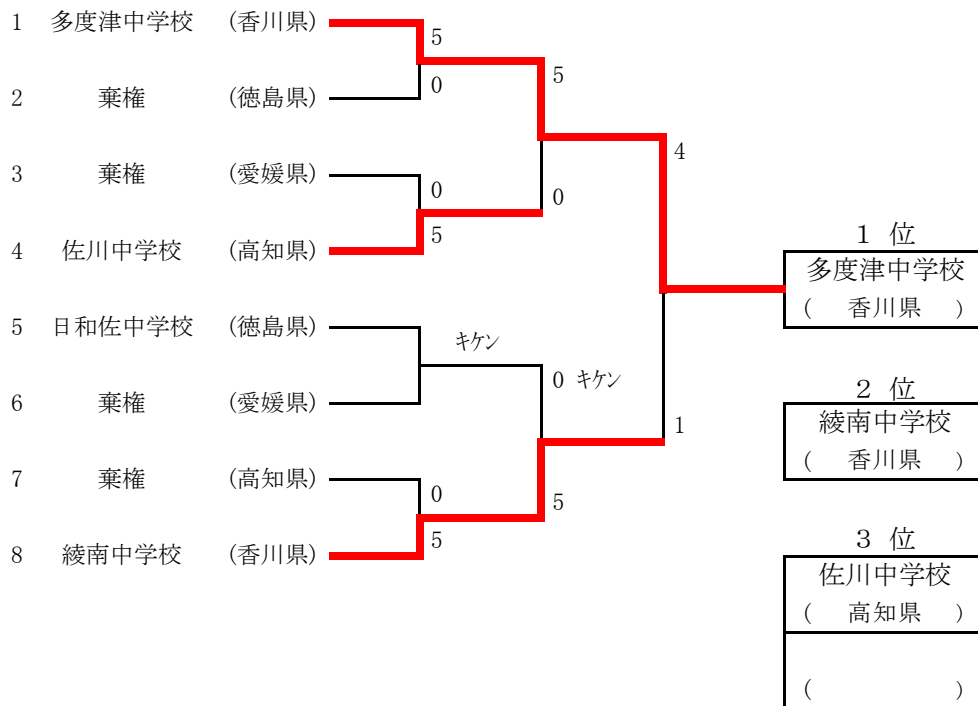 1 多度津中学校 (香川県)
5
5
2 棄権 (徳島県)
0
4
3 棄権 (愛媛県)
0
0
4 佐川中学校 (高知県)
5
1 位
多度津中学校
( 香川県 )
5 日和佐中学校 (徳島県)
キケン
0 キケン
6 棄権 (愛媛県)
1
2 位
綾南中学校
( 香川県 )
7 棄権 (高知県)
0
5
8 綾南中学校 (香川県)
5
3 位
佐川中学校
( 高知県 )
( )